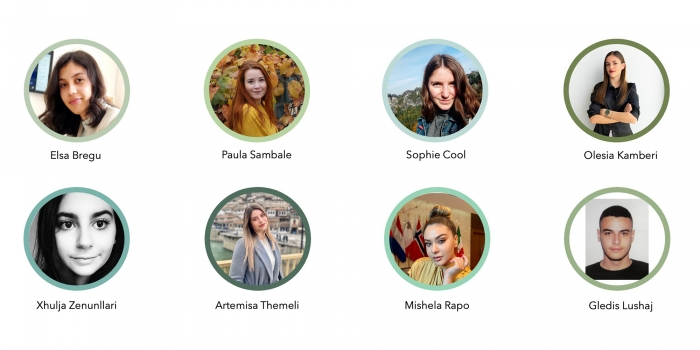 Elsa Bregu
Paula Sambale
Sophie Cool
Olesia Kamberi
Xhulja Zenunllari
Artemisa Themeli
Mishela Rapo
Gledis Lushaj